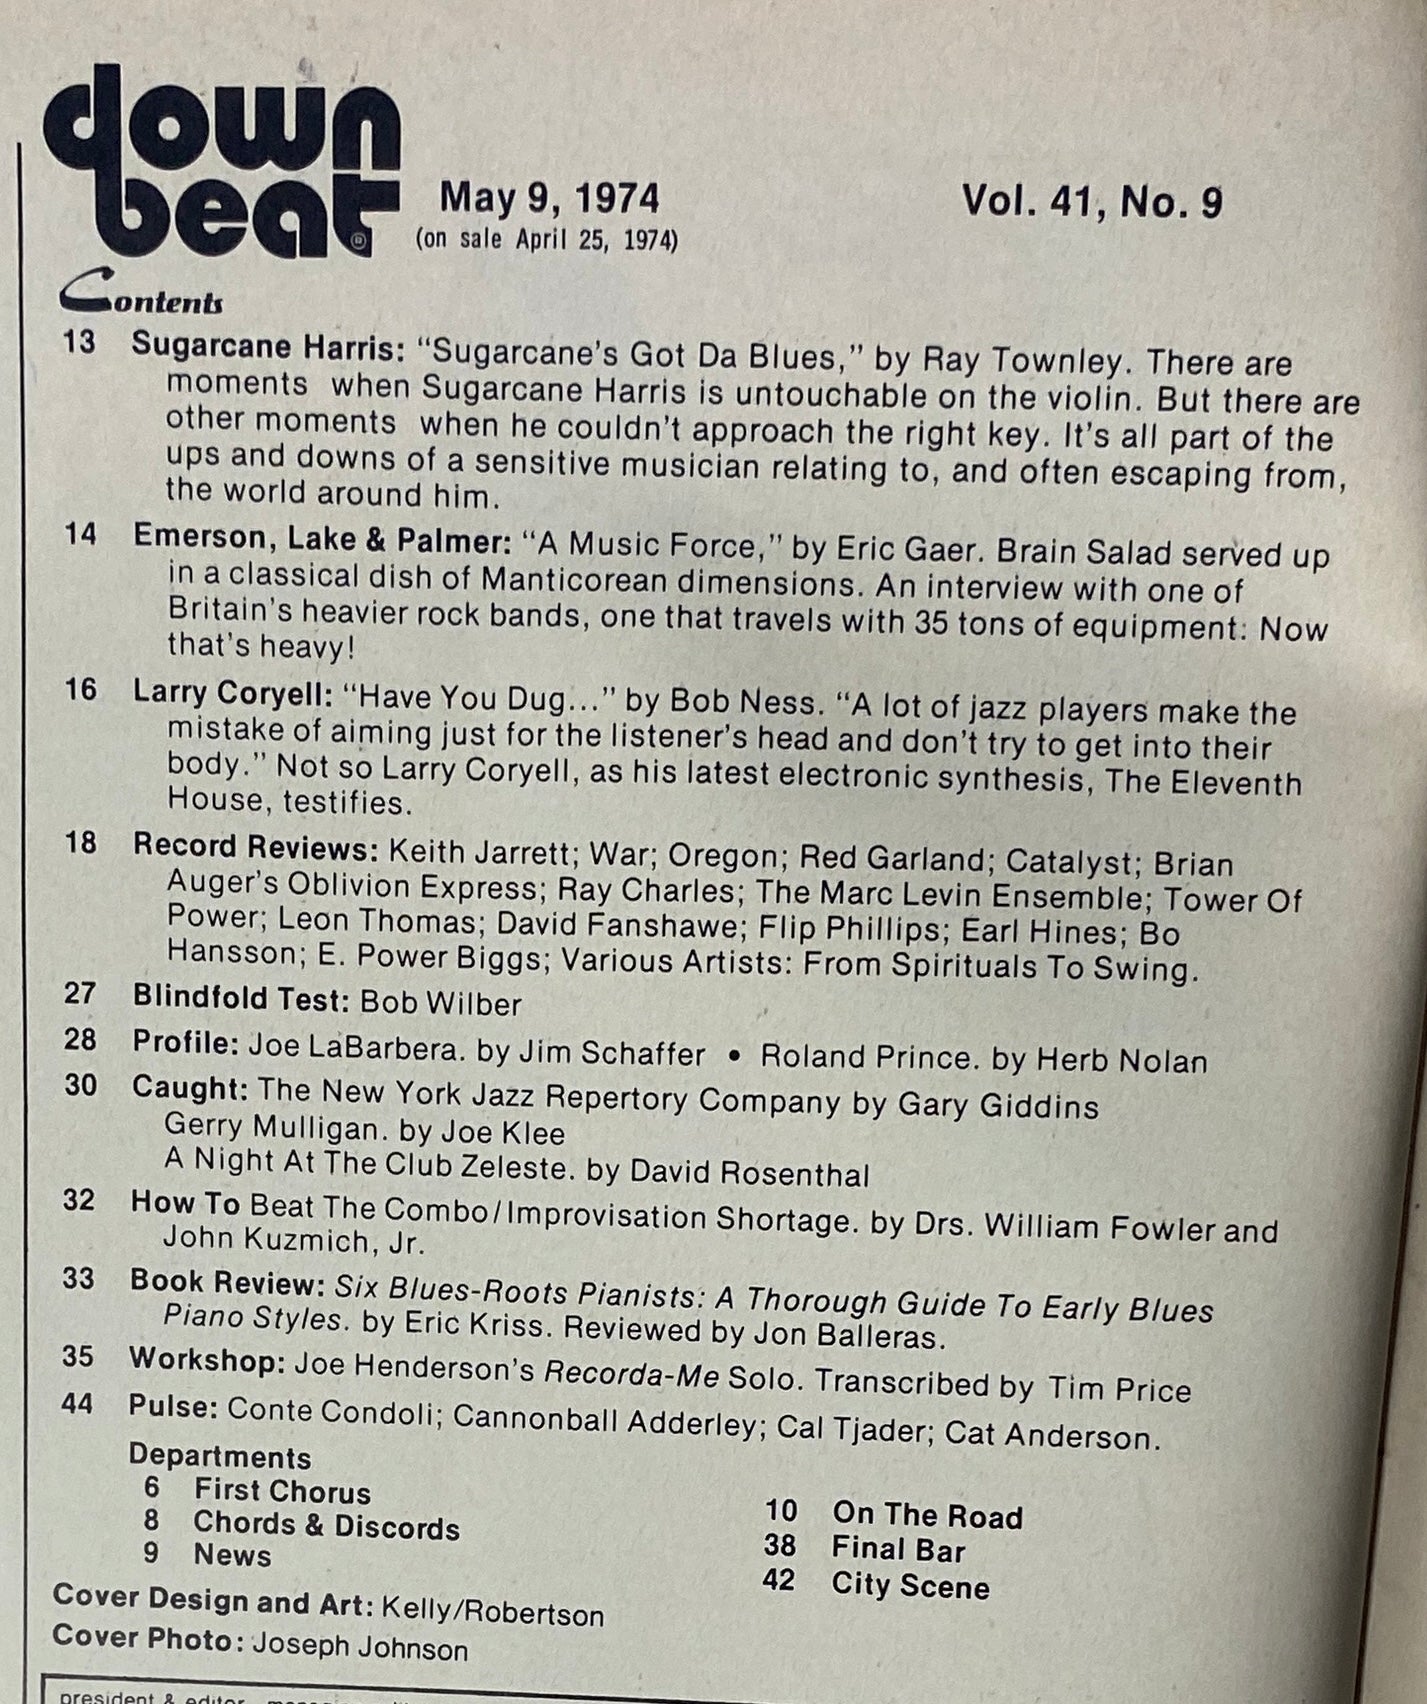 down
beat®
May 9, 1974
(on sale April 25, 1974)
Vol. 41, No. 9
Contents
13 Sugarcane Harris: “Sugarcane’s Got Da Blues,” by Ray Townley. There are
moments when Sugarcane Harris is untouchable on the violin. But there are
other moments when he couldn’t approach the right key. It’s all part of the
ups and downs of a sensitive musician relating to, and often escaping from,
the world around him.
14 Emerson, Lake & Palmer: “A Music Force,” by Eric Gaer. Brain Salad served up
in a classical dish of Manticorean dimensions. An interview with one of
Britain’s heavier rock bands, one that travels with 35 tons of equipment: Now
that’s heavy!
16 Larry Coryell: “Have You Dug...” by Bob Ness. “A lot of jazz players make the
mistake of aiming just for the listener’s head and don’t try to get into their
body.” Not so Larry Coryell, as his latest electronic synthesis, The Eleventh
House, testifies.
18 Record Reviews: Keith Jarrett; War; Oregon; Red Garland; Catalyst; Brian
Auger’s Oblivion Express; Ray Charles; The Marc Levin Ensemble; Tower Of
Power; Leon Thomas; David Fanshawe; Flip Phillips; Earl Hines; Bo
Hansson; E. Power Biggs; Various Artists: From Spirituals To Swing.
27 Blindfold Test: Bob Wilber
28 Profile: Joe LaBarbera. by Jim Schaffer • Roland Prince. by Herb Nolan
30 Caught: The New York Jazz Repertory Company by Gary Giddins
Gerry Mulligan. by Joe Klee
A Night At The Club Zeleste. by David Rosenthal
32 How To Beat The Combo/Improvisation Shortage. by Drs. William Fowler and
John Kuzmich, Jr.
33 Book Review: Six Blues-Roots Pianists: A Thorough Guide To Early Blues
Piano Styles. by Eric Kriss. Reviewed by Jon Balleras.
35 Workshop: Joe Henderson’s Recorda-Me Solo. Transcribed by Tim Price
44 Pulse: Conte Condoli; Cannonball Adderley; Cal Tjader; Cat Anderson.
Departments
6 First Chorus
8 Chords & Discords
9 News
10 On The Road
38 Final Bar
42 City Scene
Cover Design and Art: Kelly/Robertson
Cover Photo: Joseph Johnson
president & editor